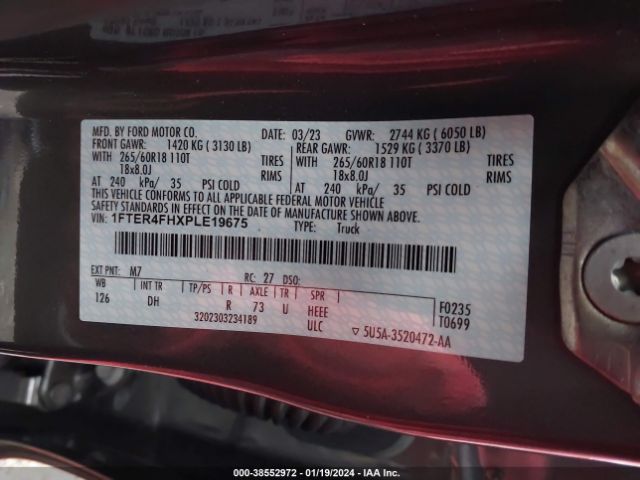 MFD. BY FORD MOTOR CO. DATE: 03/23 GVWR: 2744 KG ( 6050 LB)
FRONT GAWR: 1420 KG ( 3130 LB) REAR GAWR: 1529 KG ( 3370 LB)
WITH 265/60R18 110T TIRES WITH 265/60R18 110T TIRES
18x8.0J 18x8.0J
AT 240 kPa/ 35 PSI COLD AT 240 kPa/ 35 PSI COLD
THIS VEHICLE CONFORMS TO ALL APPLICABLE FEDERAL MOTOR VEHICLE
SAFETY STANDARDS IN EFFECT ON THE DATE OF MANUFACTURE SHOWN ABOVE.
VIN: 1FTER4FHXPLE19675 TYPE: Truck
EXT PNT: M7 RC: 27 DSO:
WB INT TR TP/PS R AXLE TR SPR
126 DH R 73 U HEEE F0235
ULC T0699
3202303234189 ▽ 5U5A-3520472-AA
000-38552972 - 01/19/2024 - IAA Inc.